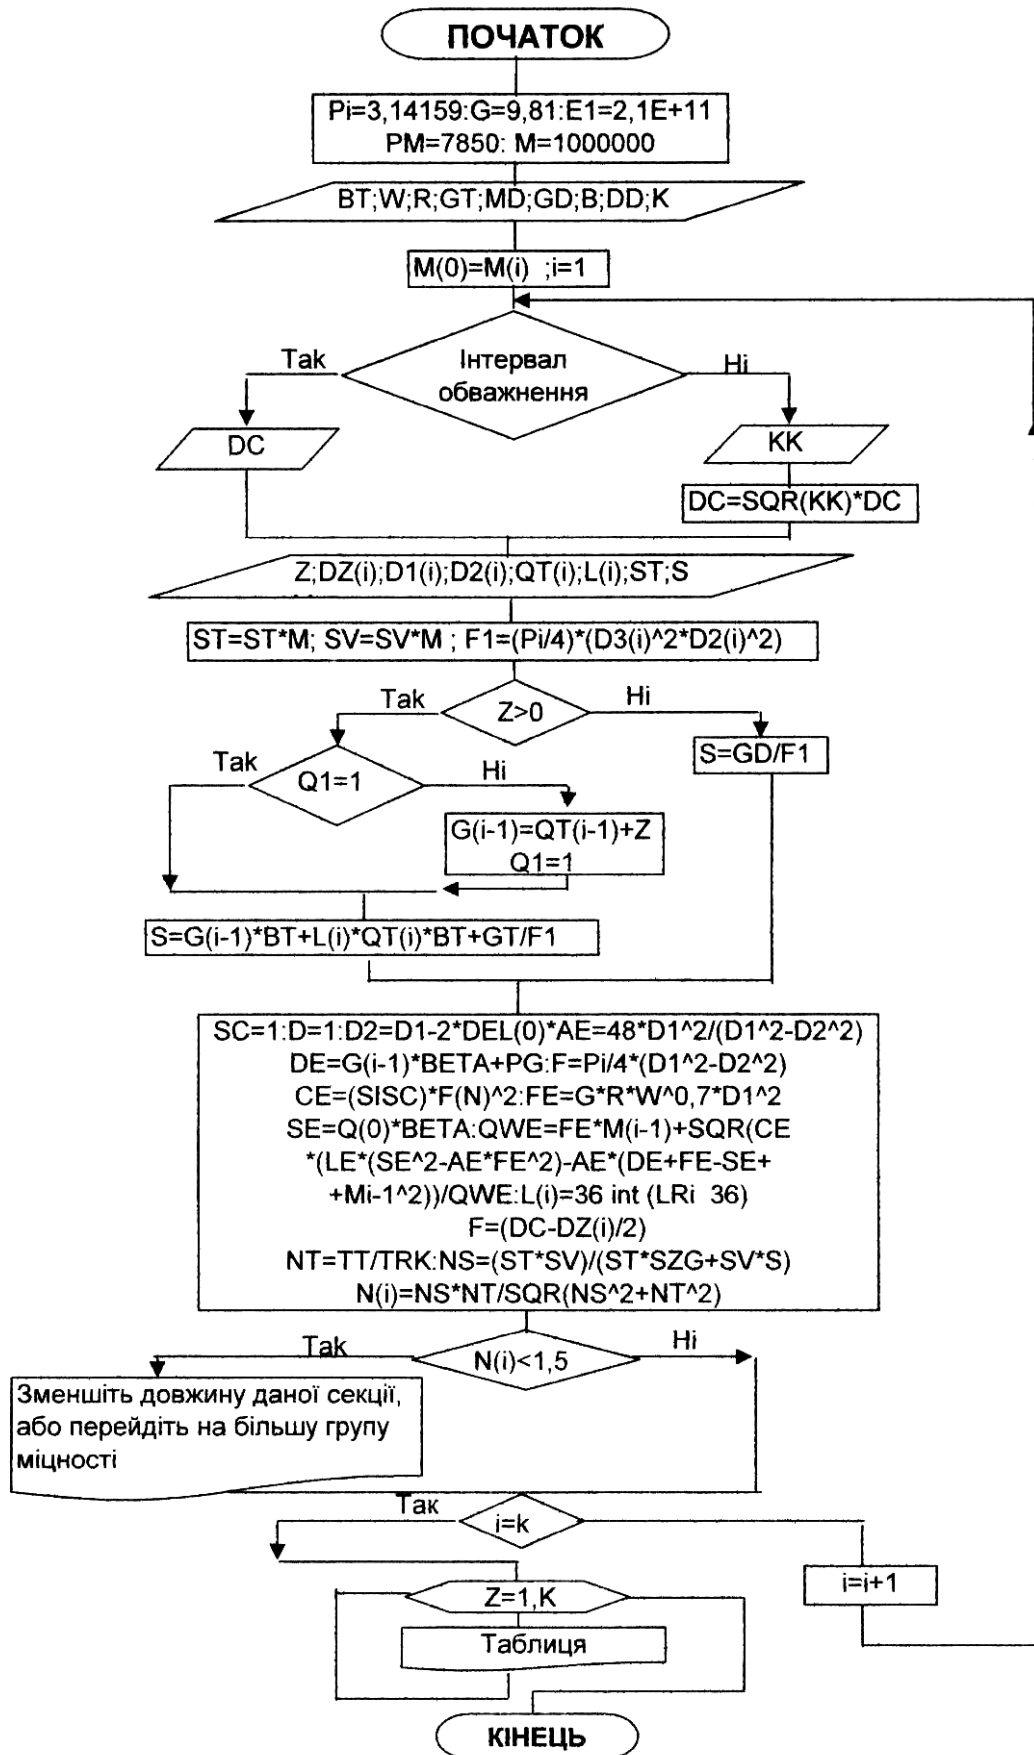 ПОЧАТОК
Pi=3,14159:G=9,81:E1=2,1E+11
PM=7850: M=1000000
BT;W;R;GT;MD;GD;B;DD;K
M(0)=M(i) ;i=1
Інтервал
обважнення
Tak
Ні
DC
KK
DC=SQR(KK)*DC
Z;DZ(i);D1(i);D2(i);QT(i);L(i);ST;S
ST=ST*M; SV=SV*M ; F1=(Pi/4)*(D3(i)^2*D2(i)^2)
Tak
Ні
Z>0
S=GD/F1
Tak
Q1=1
Ні
G(i-1)=QT(i-1)+Z
Q1=1
S=G(i-1)*BT+L(i)*QT(i)*BT+GT/F1
SC=1:D=1:D2=D1-2*DEL(0)*AE=48*D1^2/(D1^2-D2^2)
DE=G(i-1)*BETA+PG:F=Pi/4*(D1^2-D2^2)
CE=(SISC)*F(N)^2:FE=G*R*W^0,7*D1^2
SE=Q(0)*BETA:QWE=FE*M(i-1)+SQR(CE
*(LE*(SE^2-AE*FE^2)-AE*(DE+FE-SE+
+Mi-1^2))/QWE:L(i)=36 int (LRi 36)
F=(DC-DZ(i)/2)
NT=TT/TRK:NS=(ST*SV)/(ST*SZG+SV*S)
N(i)=NS*NT/SQR(NS^2+NT^2)
Tak
Ні
N(i)<1,5
Зменшіть довжину даної секції,
або перейдіть на більшу групу
міцності
Так
i=k
i=i+1
Z=1,K
Таблиця
КІНЕЦЬ